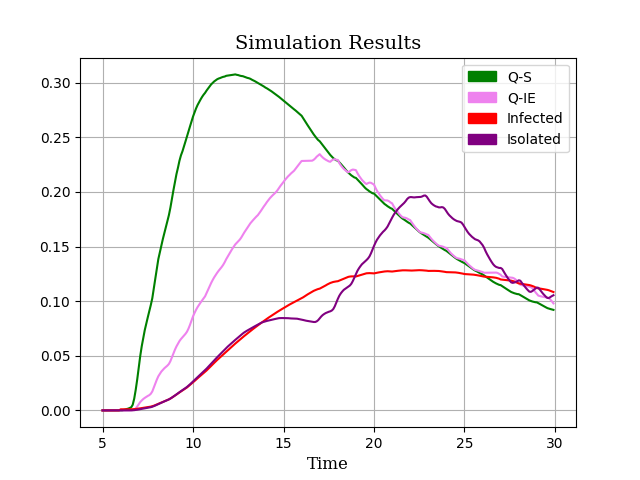 Simulation Results
0.30
0.25
0.20
0.15
0.10
0.05
0.00
Q-S
Q-IE
Infected
Isolated
5 10 15 20 25 30
Time